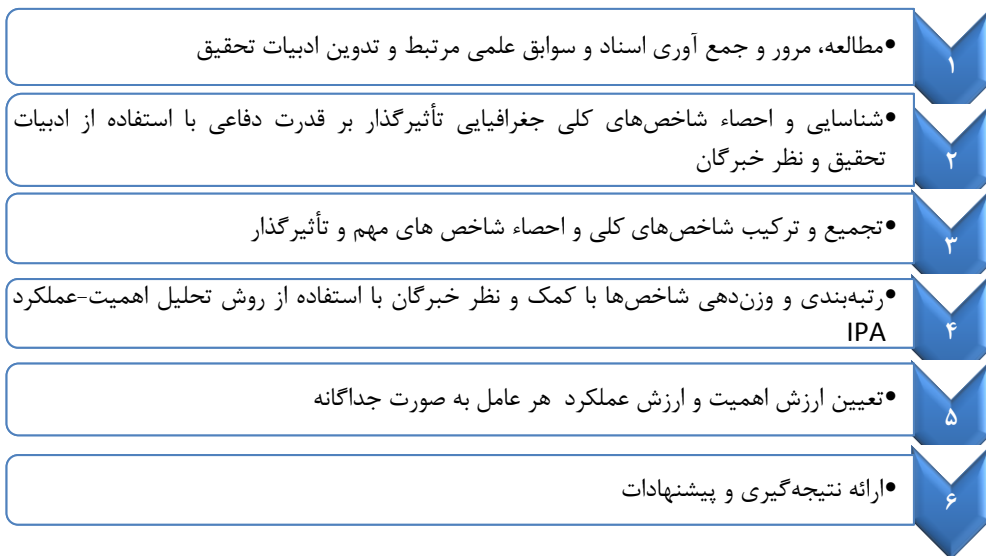 ۱
•مطالعه، مرور و جمع آوری اسناد و سوابق علمی مرتبط و تدوین ادبیات تحقیق
۲
•شناسایی و احصاء شاخص‌های کلی جغرافیایی تأثیرگذار بر قدرت دفاعی با استفاده از ادبیات
تحقیق و نظر خبرگان
۳
•تجمیع و ترکیب شاخص‌های کلی و احصاء شاخص های مهم و تأثیرگذار
۴
•رتبه‌بندی و وزن‌دهی شاخص‌ها با کمک و نظر خبرگان با استفاده از روش تحلیل اهمیت-عملکرد
IPA
۵
•تعیین ارزش اهمیت و ارزش عملکرد هر عامل به صورت جداگانه
۶
•ارائه نتیجه‌گیری و پیشنهادات